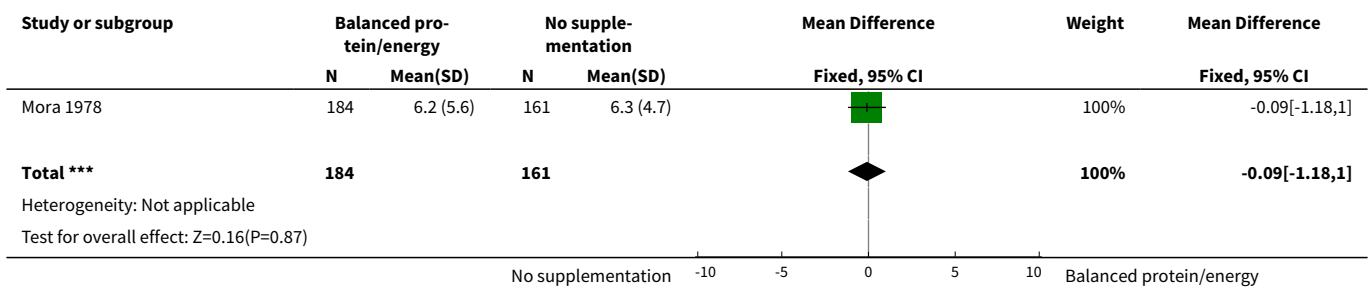 Study or subgroup Balanced pro- No supple- Mean Difference Weight Mean Difference
tein/energy mentation
N Mean(SD) N Mean(SD) Fixed, 95% CI Fixed, 95% CI
Mora 1978 184 6.2 (5.6) 161 6.3 (4.7) 100% -0.09[-1.18,1]
Total *** 184 161 100% -0.09[-1.18,1]
Heterogeneity: Not applicable
Test for overall effect: Z=0.16(P=0.87)
No supplementation -10 -5 0 5 10 Balanced protein/energy